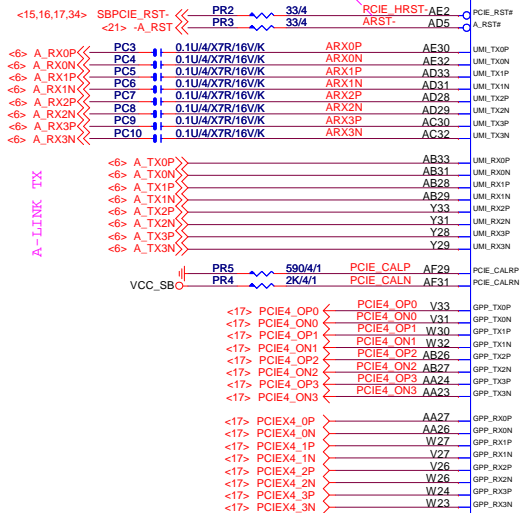 <15,16,17,34> SBPCIE_RST- PR2 33/4 PCIE_HRST- AE2 PCIE_RST#
<21> -A_RST PR3 33/4 ARST- AD5 A_RST#
<6> A_RX0P PC3 0.1U/4/X7R/16V/K ARX0P AE30 UMI_TX0P
<6> A_RX0N PC4 0.1U/4/X7R/16V/K ARX0N AE32 UMI_TX0N
<6> A_RX1P PC5 0.1U/4/X7R/16V/K ARX1P AD33 UMI_TX1P
<6> A_RX1N PC6 0.1U/4/X7R/16V/K ARX1N AD31 UMI_TX1N
<6> A_RX2P PC7 0.1U/4/X7R/16V/K ARX2P AD28 UMI_TX2P
<6> A_RX2N PC8 0.1U/4/X7R/16V/K ARX2N AD29 UMI_TX2N
<6> A_RX3P PC9 0.1U/4/X7R/16V/K ARX3P AC30 UMI_TX3P
<6> A_RX3N PC10 0.1U/4/X7R/16V/K ARX3N AC32 UMI_TX3N
A-LINK TX
<6> A_TX0P AB33 UMI_RX0P
<6> A_TX0N AB31 UMI_RX0N
<6> A_TX1P AB28 UMI_RX1P
<6> A_TX1N AB29 UMI_RX1N
<6> A_TX2P Y33 UMI_RX2P
<6> A_TX2N Y31 UMI_RX2N
<6> A_TX3P Y28 UMI_RX3P
<6> A_TX3N Y29 UMI_RX3N
PR5 590/4/1 PCIE_CALP AF29 PCIE_CALRP
VCC_SB PR4 2K/4/1 PCIE_CALN AF31 PCIE_CALRN
<17> PCIE4_OP0 PCIE4_OP0 V33 GPP_TX0P
<17> PCIE4_ON0 PCIE4_ON0 V31 GPP_TX0N
<17> PCIE4_OP1 PCIE4_OP1 W30 GPP_TX1P
<17> PCIE4_ON1 PCIE4_ON1 W32 GPP_TX1N
<17> PCIE4_OP2 PCIE4_OP2 AB26 GPP_TX2P
<17> PCIE4_ON2 PCIE4_ON2 AB27 GPP_TX2N
<17> PCIE4_OP3 PCIE4_OP3 AA24 GPP_TX3P
<17> PCIE4_ON3 PCIE4_ON3 AA23 GPP_TX3N
<17> PCIEX4_0P AA27 GPP_RX0P
<17> PCIEX4_0N AA26 GPP_RX0N
<17> PCIEX4_1P W27 GPP_RX1P
<17> PCIEX4_1N V27 GPP_RX1N
<17> PCIEX4_2P V26 GPP_RX2P
<17> PCIEX4_2N W26 GPP_RX2N
<17> PCIEX4_3P W24 GPP_RX3P
<17> PCIEX4_3N W23 GPP_RX3N